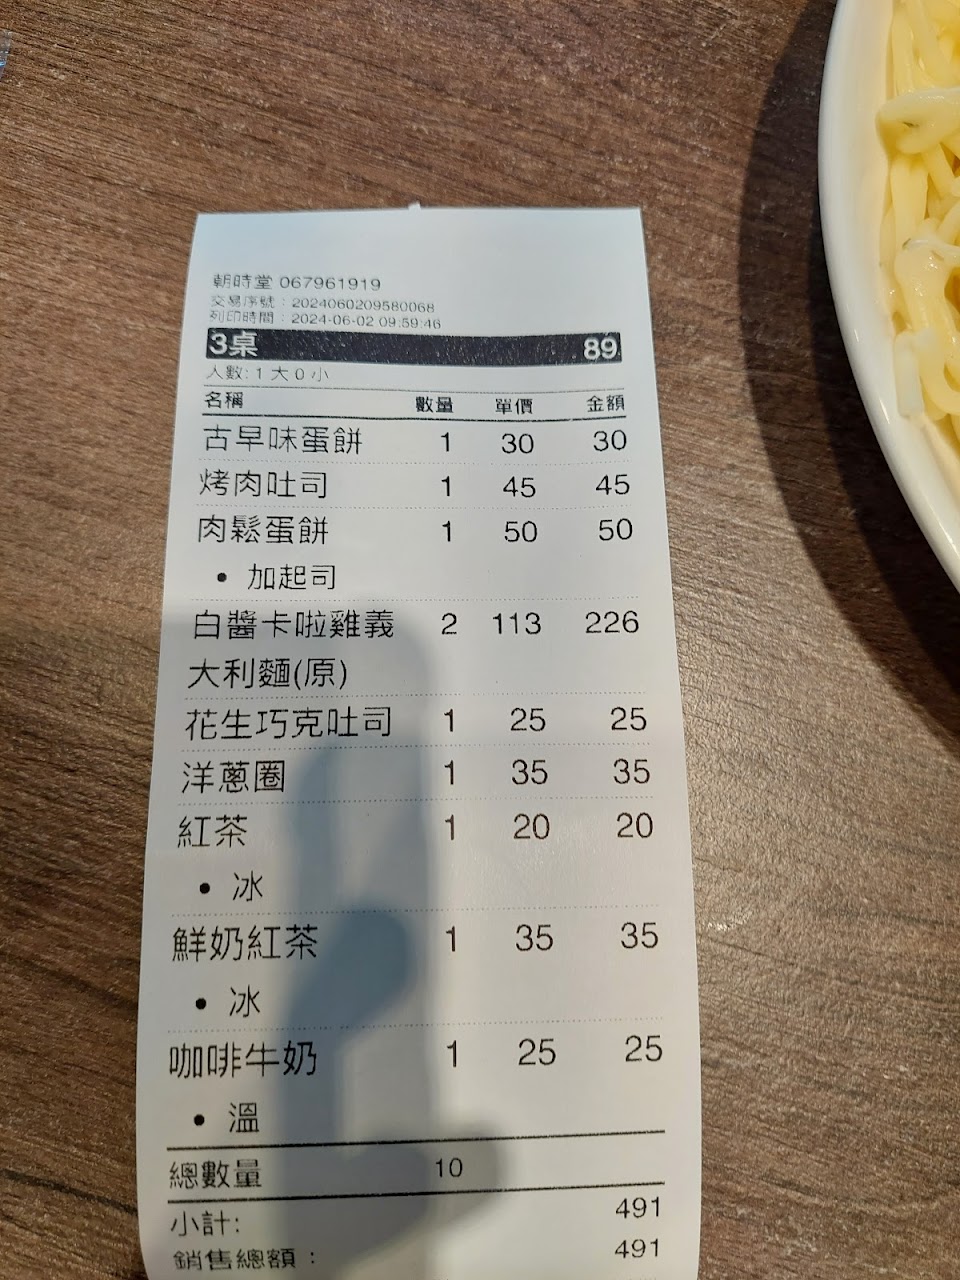 朝時堂 067961919
交易序號：2024060209580068
列印時間：2024-06-02 09:59:46
3桌 89
人數: 1 大 0 小
名稱 數量 單價 金額
古早味蛋餅 1 30 30
烤肉吐司 1 45 45
肉鬆蛋餅 1 50 50
• 加起司
白醬卡啦雞義 2 113 226
大利麵(原)
花生巧克吐司 1 25 25
洋蔥圈 1 35 35
紅茶 1 20 20
• 冰
鮮奶紅茶 1 35 35
• 冰
咖啡牛奶 1 25 25
• 溫
總數量 10
小計: 491
銷售總額： 491